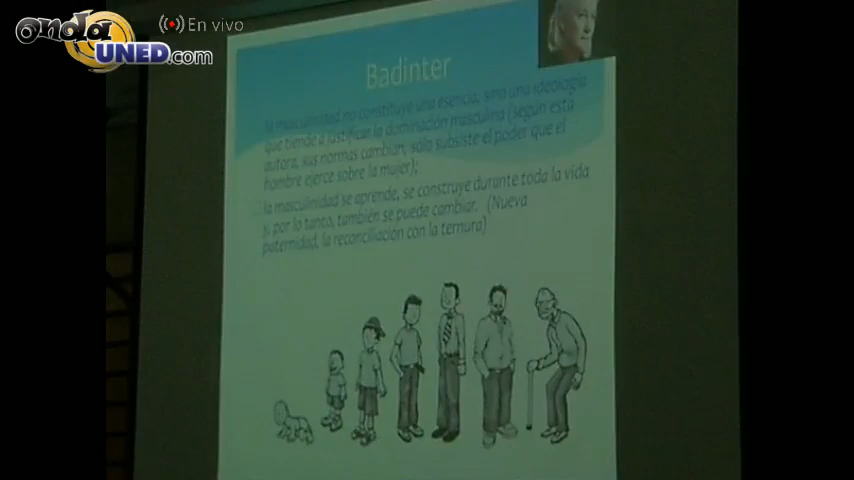 onda
UNED.com
En vivo
Badinter
la masculinidad no constituye una esencia, sino una ideología
que tiende a justificar la dominación masculina (según esta
autora, sus normas cambian, sólo subsiste el poder que el
hombre ejerce sobre la mujer);
la masculinidad se aprende, se construye durante toda la vida
y, por lo tanto, también se puede cambiar. (Nueva
paternidad, la reconciliación con la ternura)